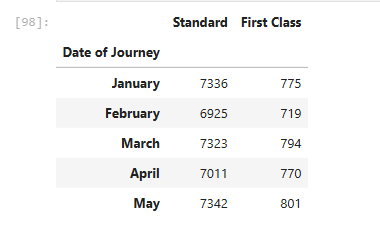 [98]:
Standard First Class
Date of Journey
January 7336 775
February 6925 719
March 7323 794
April 7011 770
May 7342 801